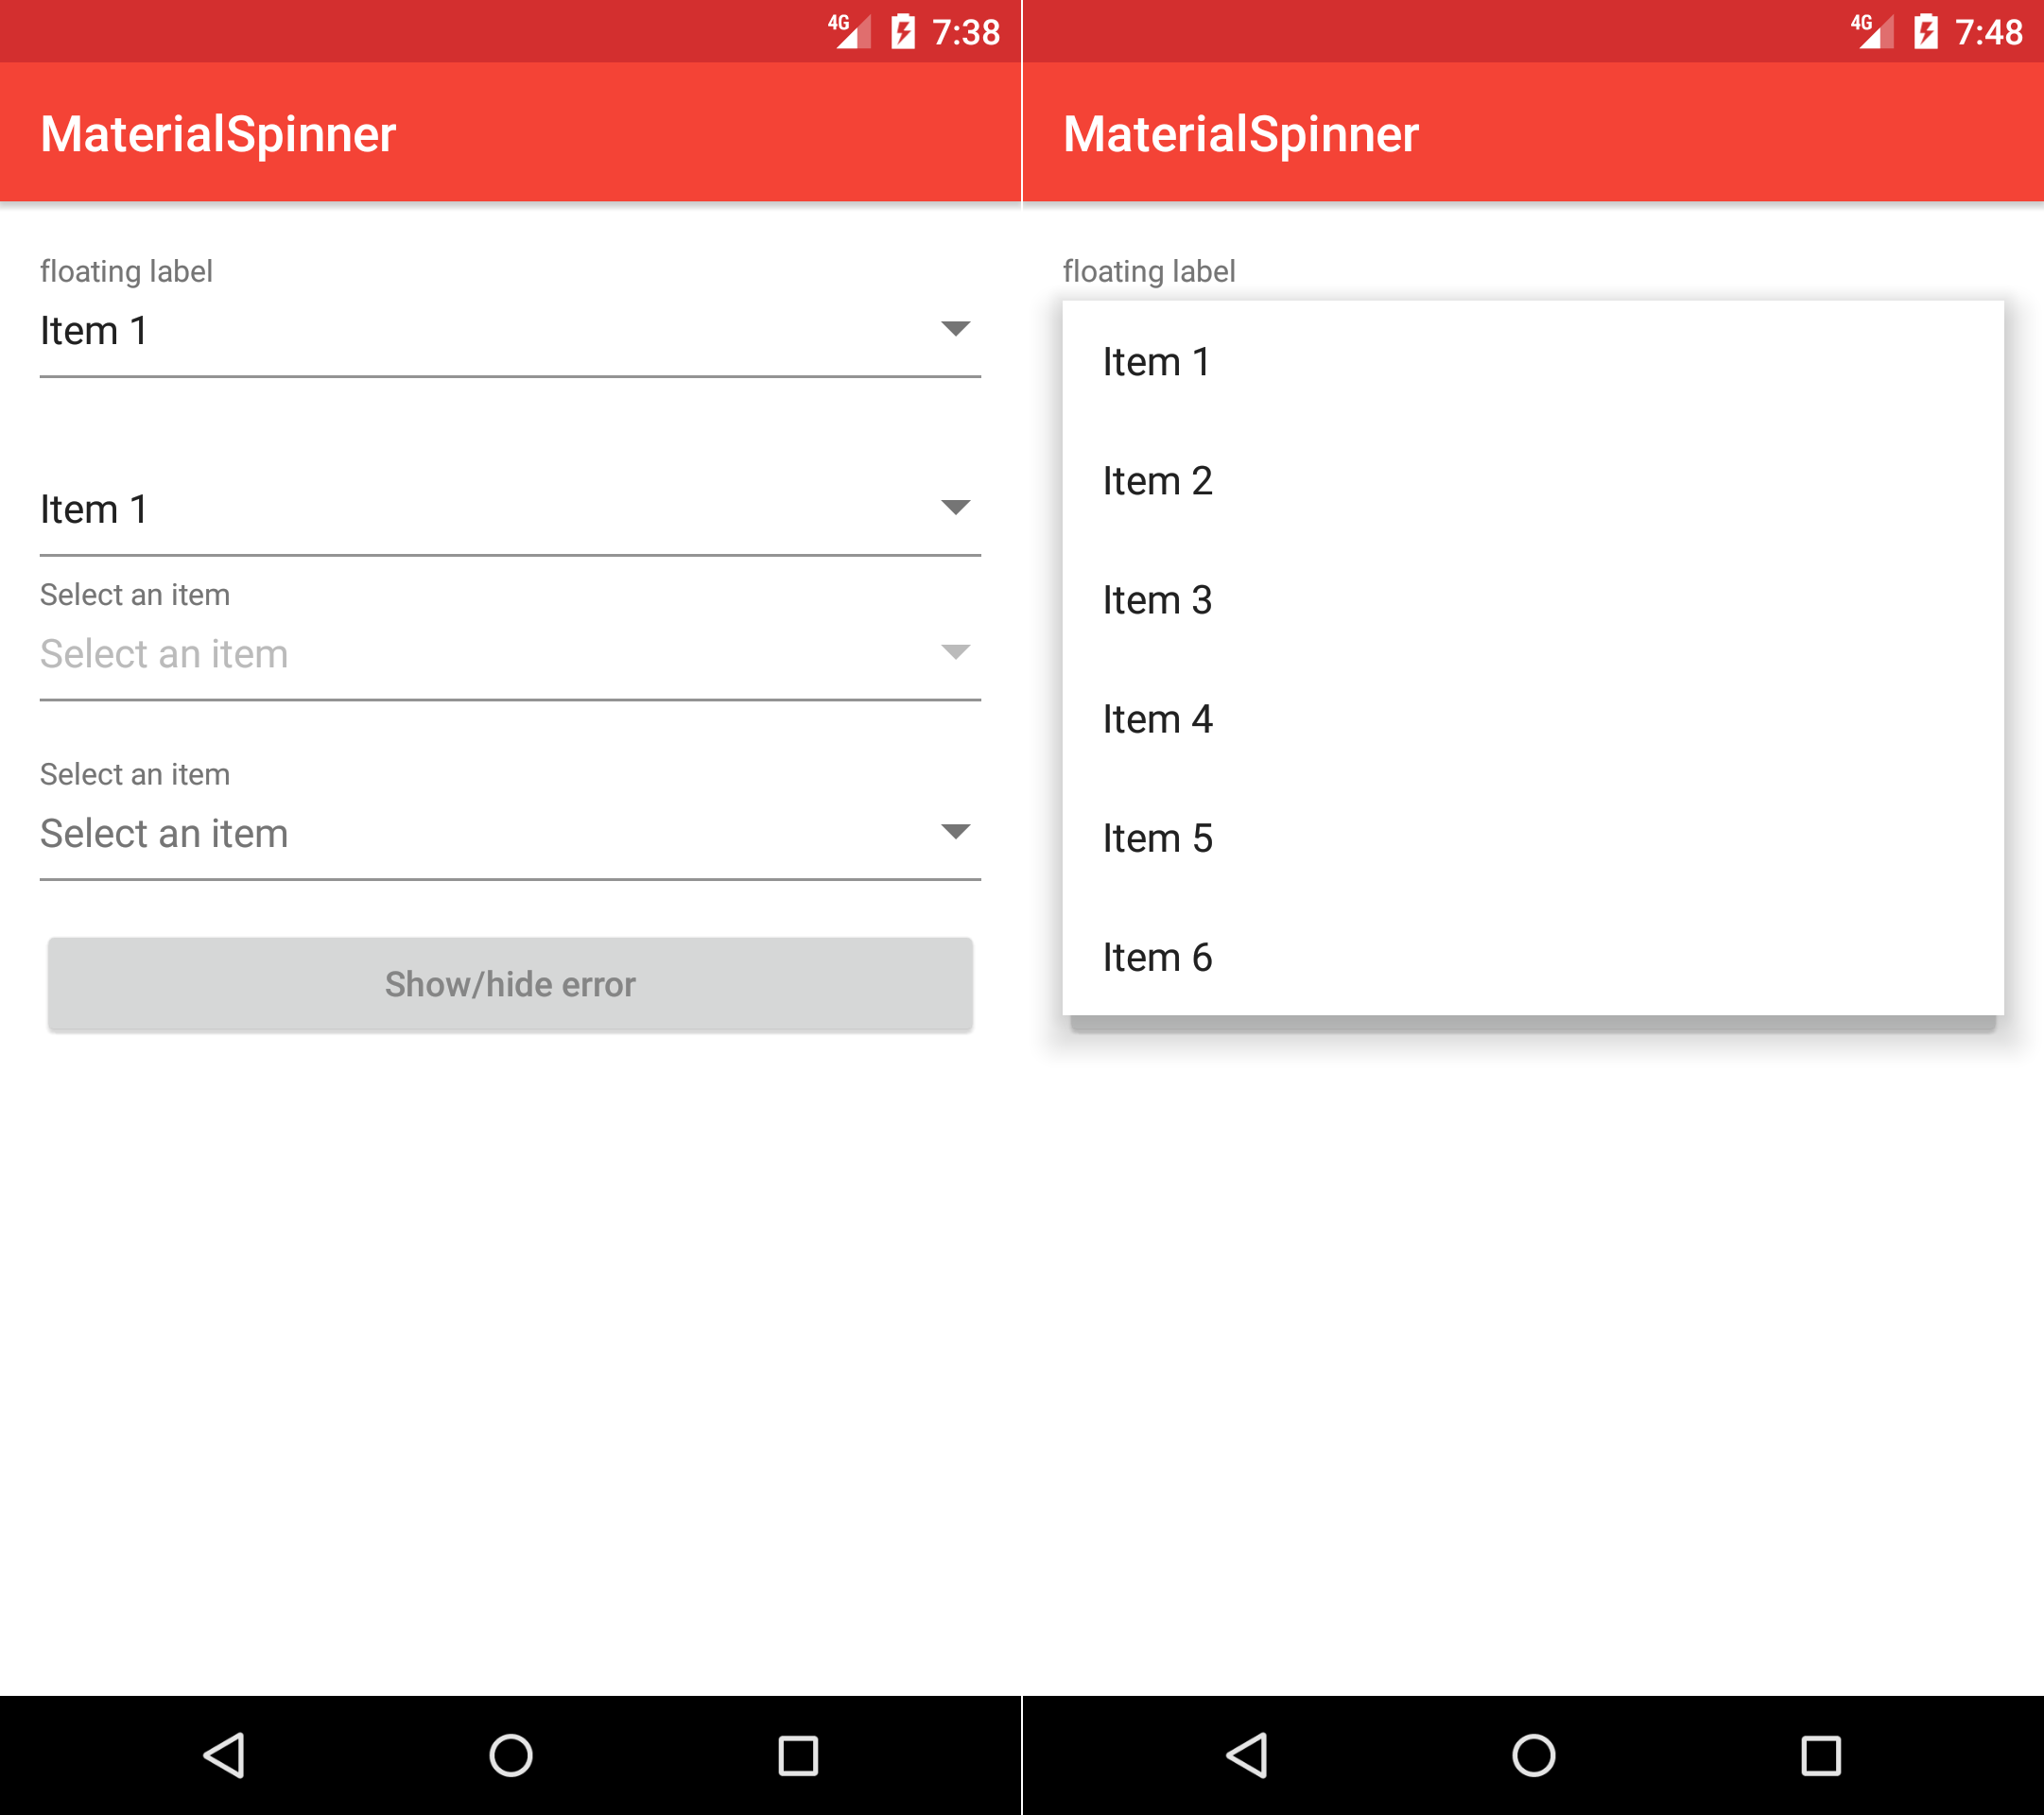 4G 7:38
MaterialSpinner
floating label
Item 1
Item 1
Select an item
Select an item
Select an item
Select an item
Show/hide error
4G 7:48
MaterialSpinner
floating label
Item 1
Item 2
Item 3
Item 4
Item 5
Item 6